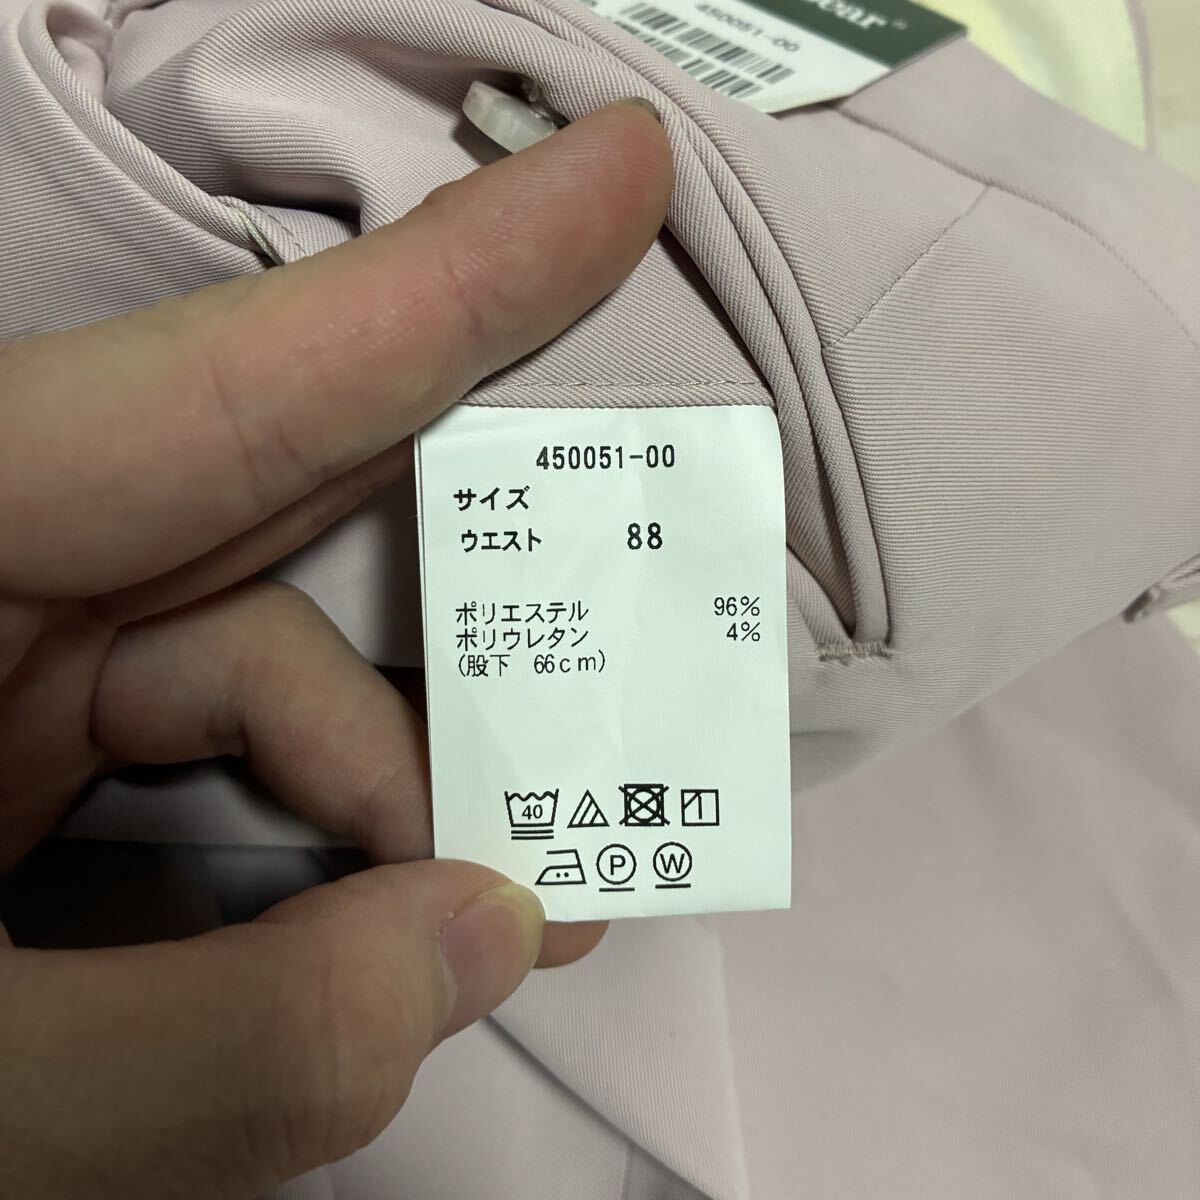 450051-00
450051-00
サイズ
ウエスト 88
ポリエステル 96%
ポリウレタン 4%
(股下 66cm)
40
P W